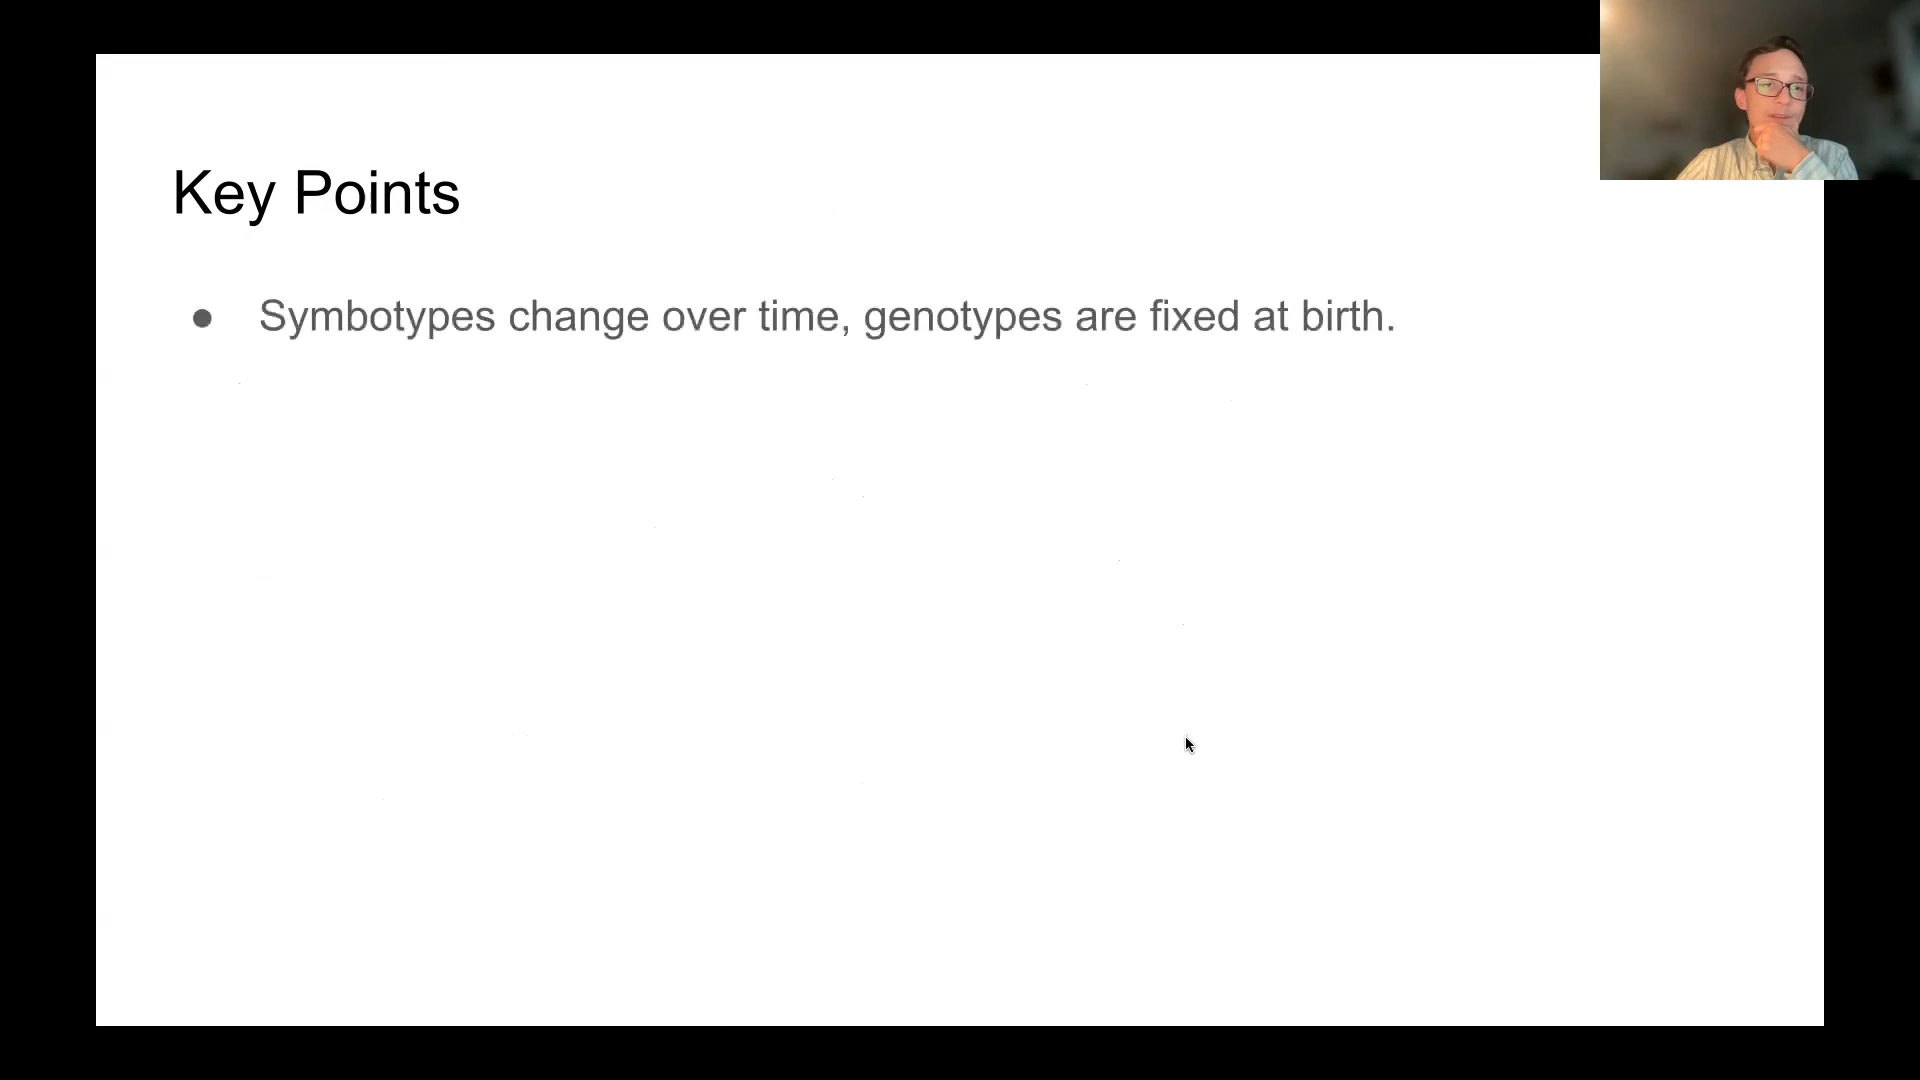 Key Points
● Symbotypes change over time, genotypes are fixed at birth.